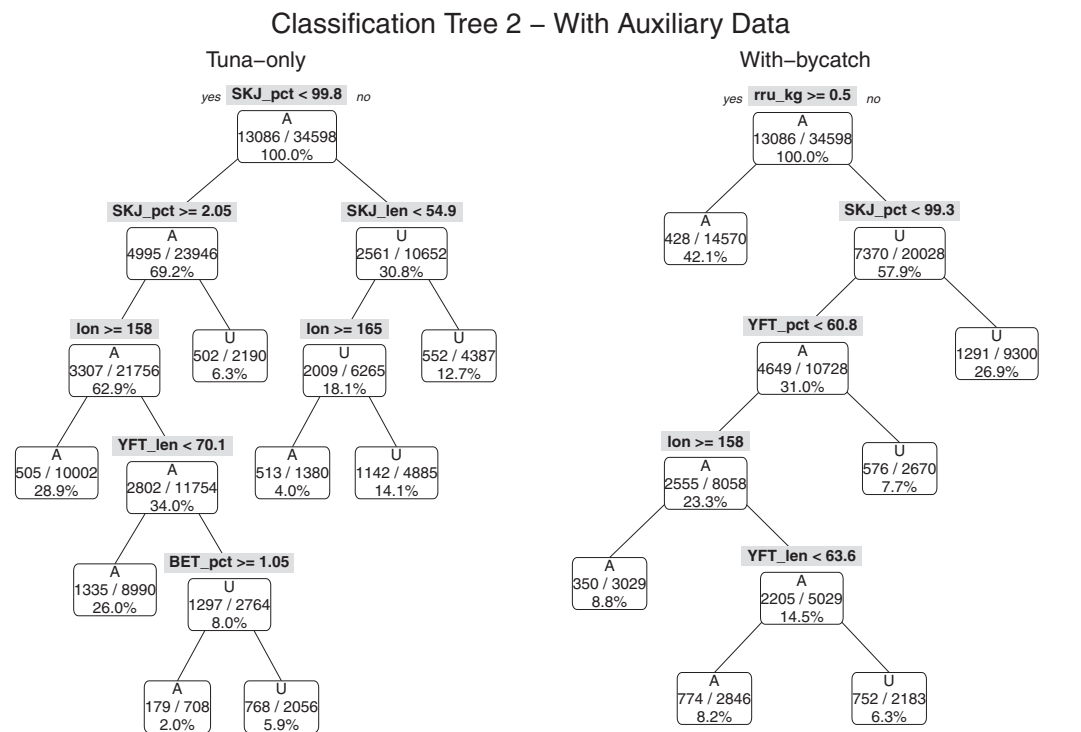 Classification Tree 2 − With Auxiliary Data
Tuna−only
yes SKJ_pct < 99.8 no
A
13086 / 34598
100.0%
SKJ_pct >= 2.05
A
4995 / 23946
69.2%
SKJ_len < 54.9
U
2561 / 10652
30.8%
lon >= 158
A
3307 / 21756
62.9%
U
502 / 2190
6.3%
lon >= 165
U
2009 / 6265
18.1%
U
552 / 4387
12.7%
A
505 / 10002
28.9%
YFT_len < 70.1
A
2802 / 11754
34.0%
A
513 / 1380
4.0%
U
1142 / 4885
14.1%
A
1335 / 8990
26.0%
BET_pct >= 1.05
U
1297 / 2764
8.0%
A
179 / 708
2.0%
U
768 / 2056
5.9%
With−bycatch
yes rru_kg >= 0.5 no
A
13086 / 34598
100.0%
A
428 / 14570
42.1%
SKJ_pct < 99.3
U
7370 / 20028
57.9%
YFT_pct < 60.8
A
4649 / 10728
31.0%
U
1291 / 9300
26.9%
lon >= 158
A
2555 / 8058
23.3%
U
576 / 2670
7.7%
A
350 / 3029
8.8%
YFT_len < 63.6
A
2205 / 5029
14.5%
A
774 / 2846
8.2%
U
752 / 2183
6.3%